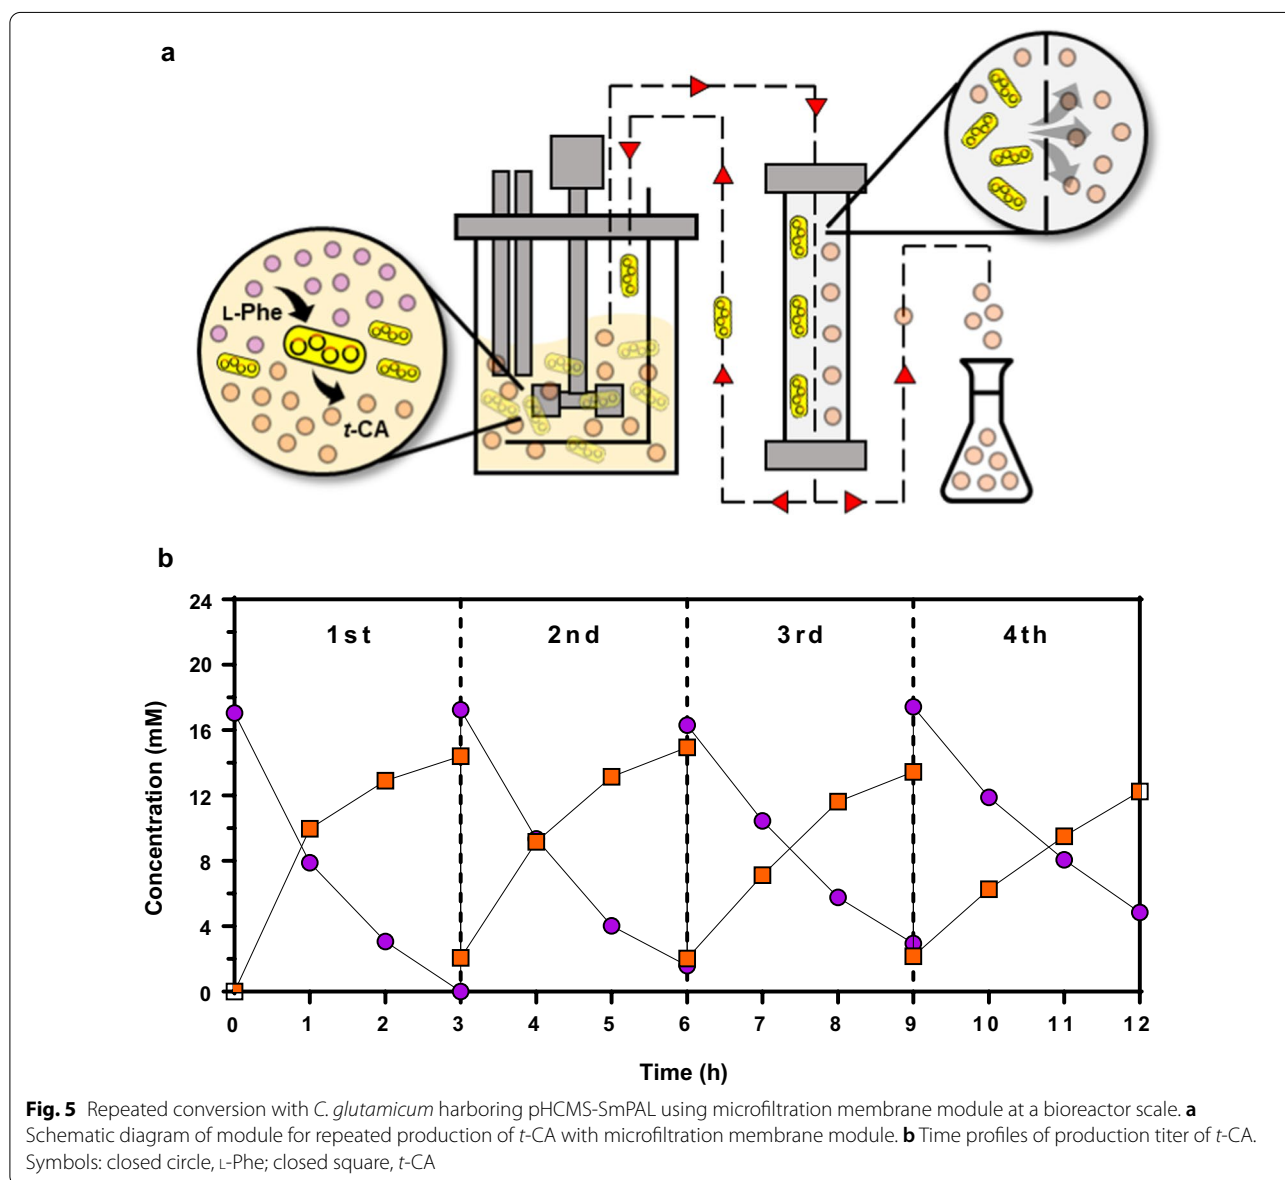 a
L-Phe
t-CA
b
24
20
16
12
8
4
0
Concentration (mM)
1st 2nd 3rd 4th
0 1 2 3 4 5 6 7 8 9 10 11 12
Time (h)
Fig. 5 Repeated conversion with C. glutamicum harboring pHCMS-SmPAL using microfiltration membrane module at a bioreactor scale. a
Schematic diagram of module for repeated production of t-CA with microfiltration membrane module. b Time profiles of production titer of t-CA.
Symbols: closed circle, L-Phe; closed square, t-CA